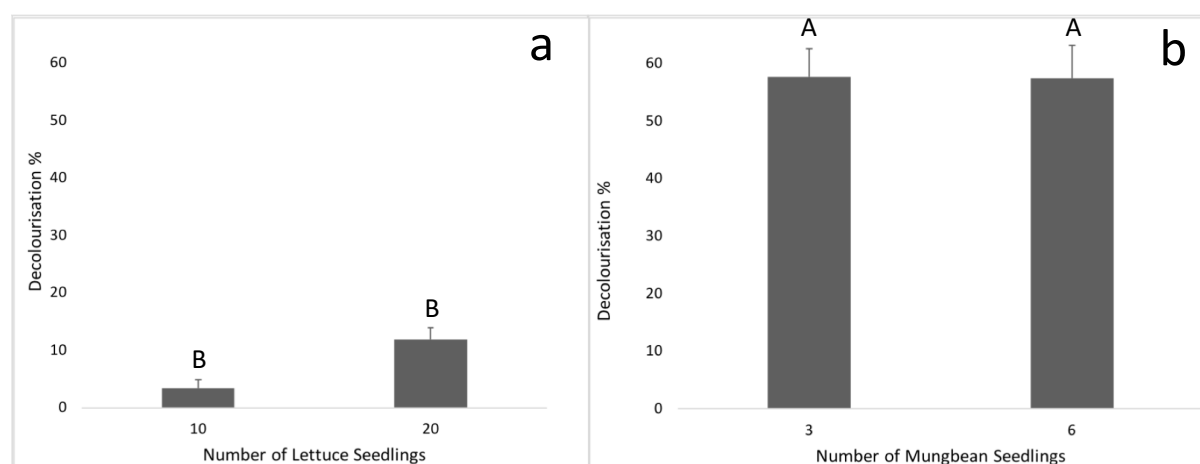 a
60
50
40
30
20
10
0
Decolourisation %
B
B
10 20
Number of Lettuce Seedlings
b
60
50
40
30
20
10
0
Decolourisation %
A
A
3 6
Number of Mungbean Seedlings